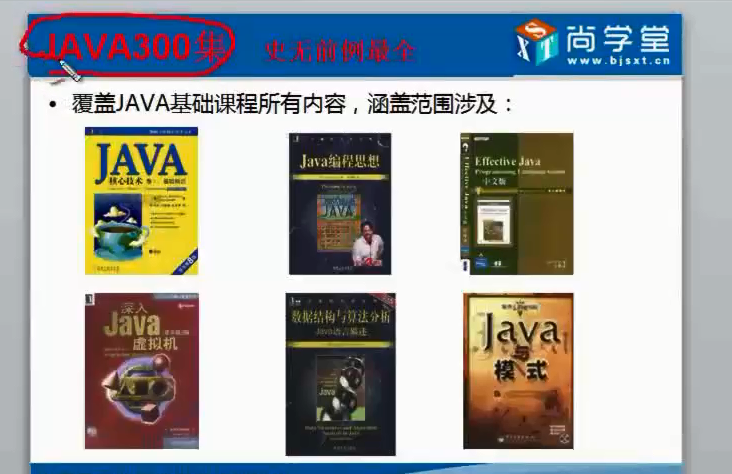 JAVA300集 史无前例最全
SXT 尚学堂
www.bjsxt.cn
• 覆盖JAVA基础课程所有内容，涵盖范围涉及：
JAVA
核心技术
Java编程思想
JAVA
Effective Java
中文版
深入
Java
虚拟机
数据结构与算法分析
Java语言描述
Java
Java
与
模式